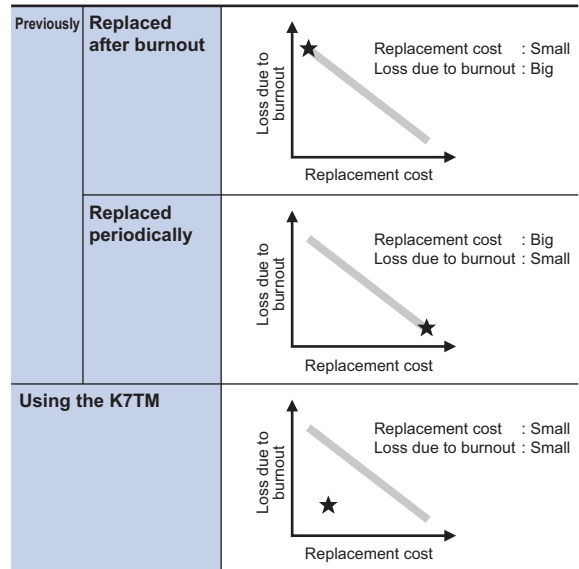 Previously
Replaced
after burnout
Loss due to
burnout
Replacement cost : Small
Loss due to burnout : Big
Replacement cost
Replaced
periodically
Loss due to
burnout
Replacement cost : Big
Loss due to burnout : Small
Replacement cost
Using the K7TM
Loss due to
burnout
Replacement cost : Small
Loss due to burnout : Small
Replacement cost